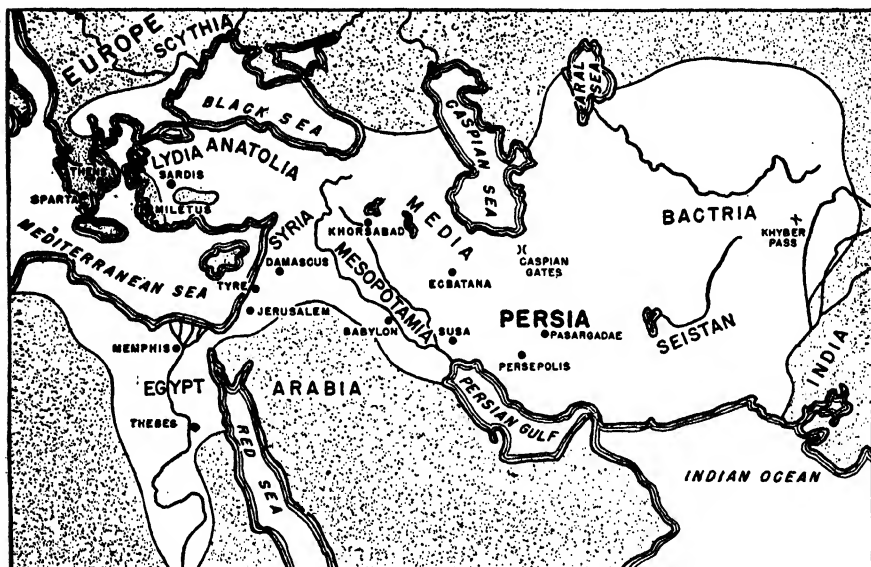 EUROPE
SCYTHIA
BLACK SEA
CASPIAN SEA
ARAL SEA
LYDIA
ANATOLIA
SARDIS
SPARTA
MILETUS
MEDITERRANEAN SEA
SYRIA
DAMASCUS
TYRE
JERUSALEM
KHORSABAD
MEDIA
MESOPOTAMIA
ECBATANA
CASPIAN
GATES
BACTRIA
KHYBER
PASS
BABYLON
SUSA
PERSIA
PASARGADAE
PERSEPOLIS
SEISTAN
INDIA
MEMPHIS
EGYPT
THEBES
ARABIA
RED
SEA
PERSIAN GULF
INDIAN OCEAN